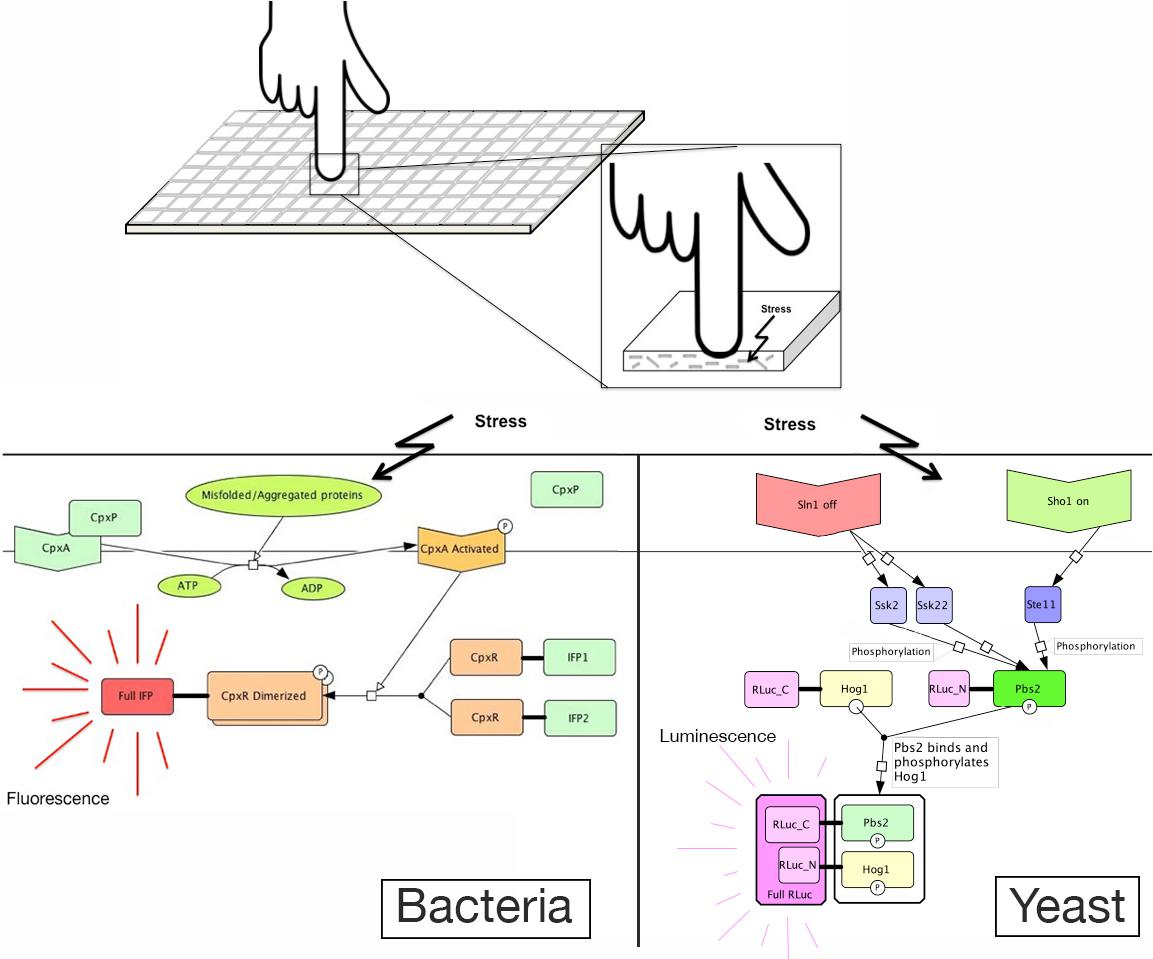 Stress
Stress
Stress
Misfolded/Aggregated proteins
CpxP
CpxP
CpxA
CpxA Activated
P
ATP
ADP
Full IFP
CpxR Dimerized
P
CpxR
IFP1
CpxR
IFP2
Fluorescence
Bacteria
Sln1 off
Sho1 on
Ssk2
Ssk22
Ste11
Phosphorylation
Phosphorylation
RLuc_C
Hog1
RLuc_N
Pbs2
P
P
Luminescence
Pbs2 binds and
phosphorylates
Hog1
RLuc_C
Pbs2
P
RLuc_N
Hog1
P
Full RLuc
Yeast